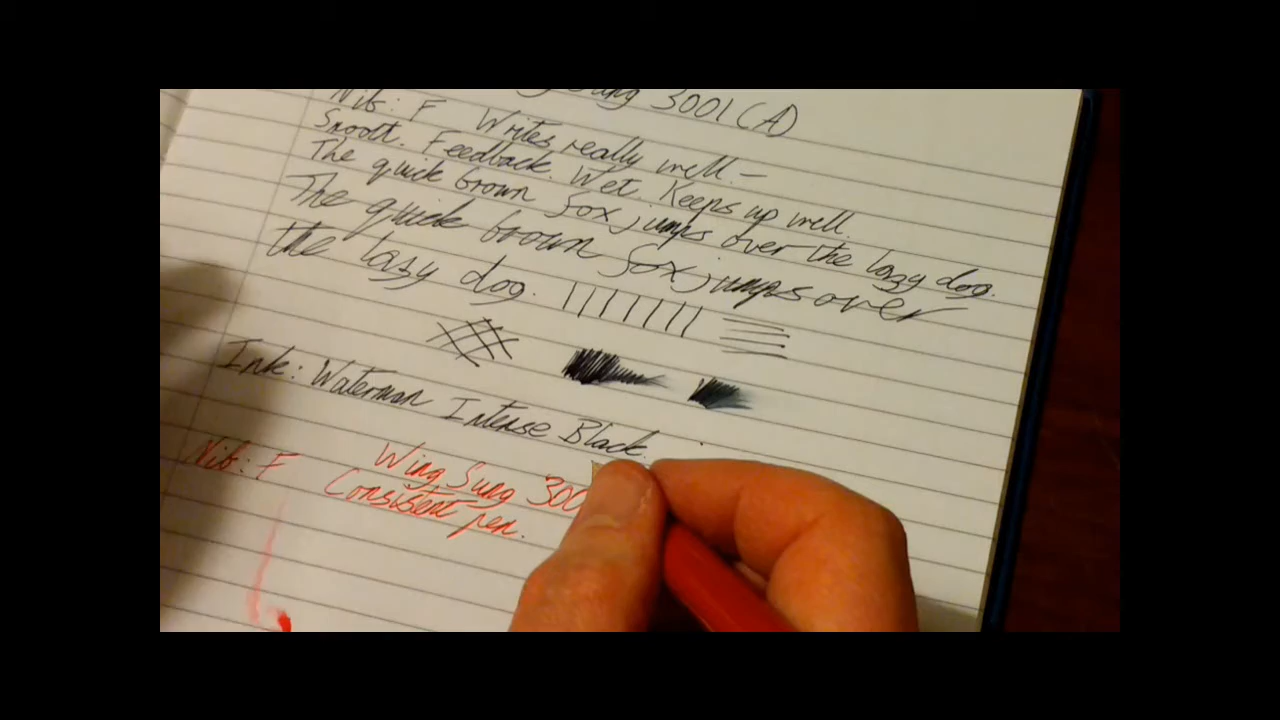 Sung 3001 (A)
Nib: F Writes really well –
Smooth. Feedback. Wet. Keeps up well.
The quick brown fox jumps over the lazy dog.
The quick brown fox jumps over
the lazy dog.
Ink: Waterman Intense Black.
Wing Sung 300
Nib: F Consistent pen.